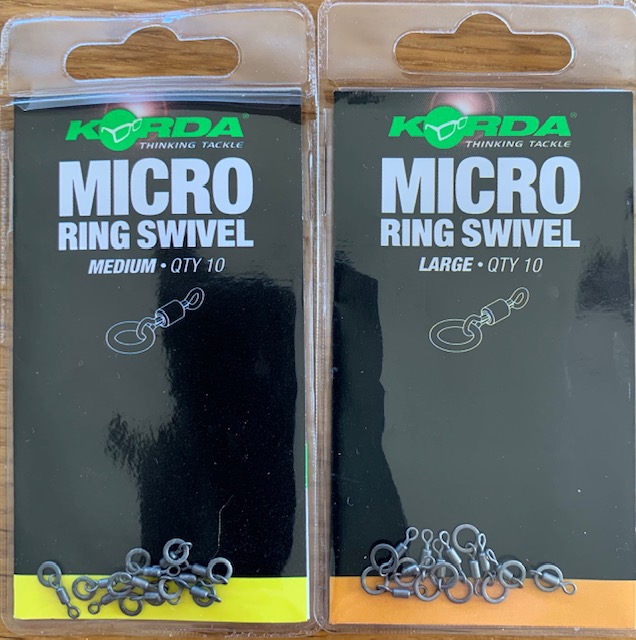 KORDA®
THINKING TACKLE
MICRO
RING SWIVEL
MEDIUM • QTY 10
KORDA®
THINKING TACKLE
MICRO
RING SWIVEL
LARGE • QTY 10